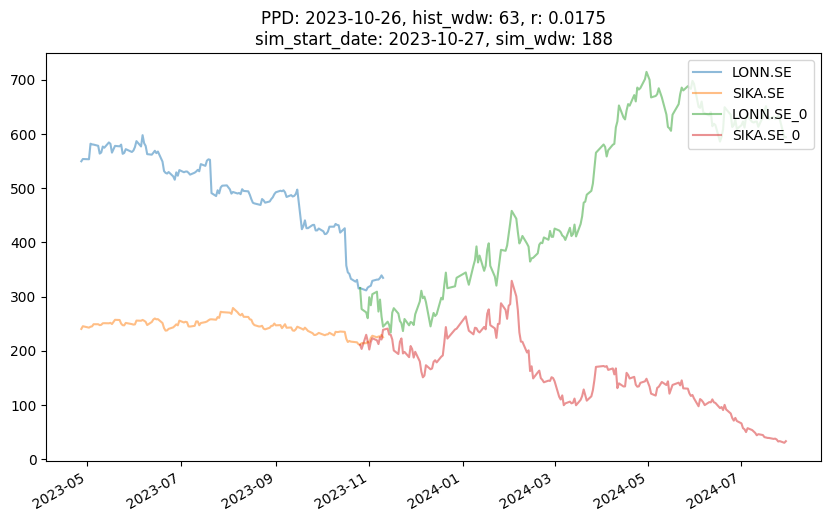 PPD: 2023-10-26, hist_wdw: 63, r: 0.0175
sim_start_date: 2023-10-27, sim_wdw: 188
LONN.SE
SIKA.SE
LONN.SE_0
SIKA.SE_0
700
600
500
400
300
200
100
0
2023-05
2023-07
2023-09
2023-11
2024-01
2024-03
2024-05
2024-07